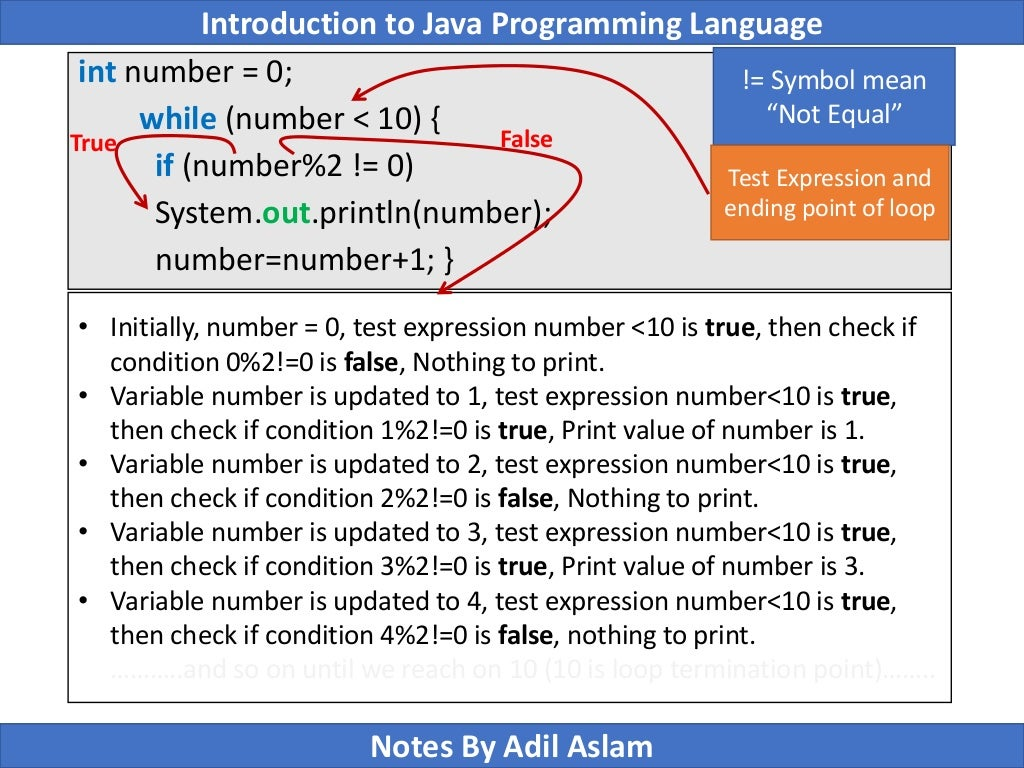 Introduction to Java Programming Language
int number = 0;
while (number < 10) {
if (number%2 != 0)
System.out.println(number);
number=number+1; }
True
False
!= Symbol mean
“Not Equal”
Test Expression and
ending point of loop
• Initially, number = 0, test expression number <10 is true, then check if
condition 0%2!=0 is false, Nothing to print.
• Variable number is updated to 1, test expression number<10 is true,
then check if condition 1%2!=0 is true, Print value of number is 1.
• Variable number is updated to 2, test expression number<10 is true,
then check if condition 2%2!=0 is false, Nothing to print.
• Variable number is updated to 3, test expression number<10 is true,
then check if condition 3%2!=0 is true, Print value of number is 3.
• Variable number is updated to 4, test expression number<10 is true,
then check if condition 4%2!=0 is false, nothing to print.
………..and so on until we reach on 10 (10 is loop termination point)……..
Notes By Adil Aslam